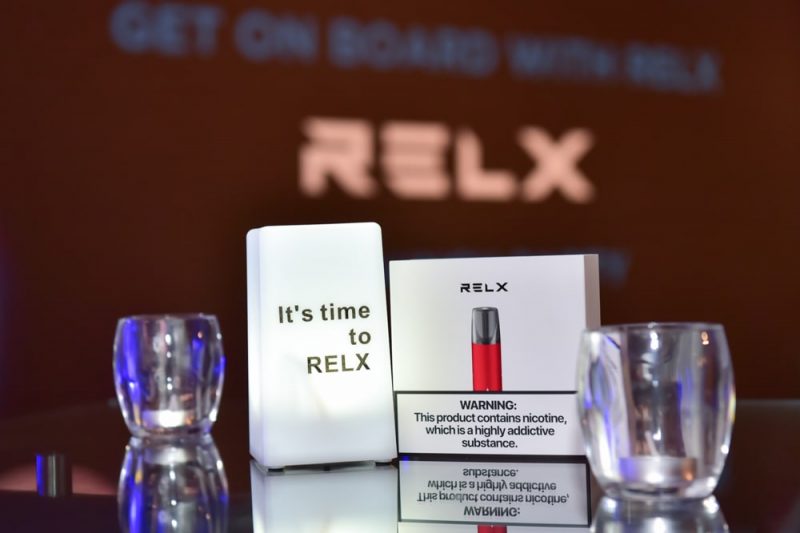 GET ON BOARD WITH RELX
RELX
It's time
to
RELX
RELX
WARNING:
This product contains nicotine,
which is a highly addictive
substance.